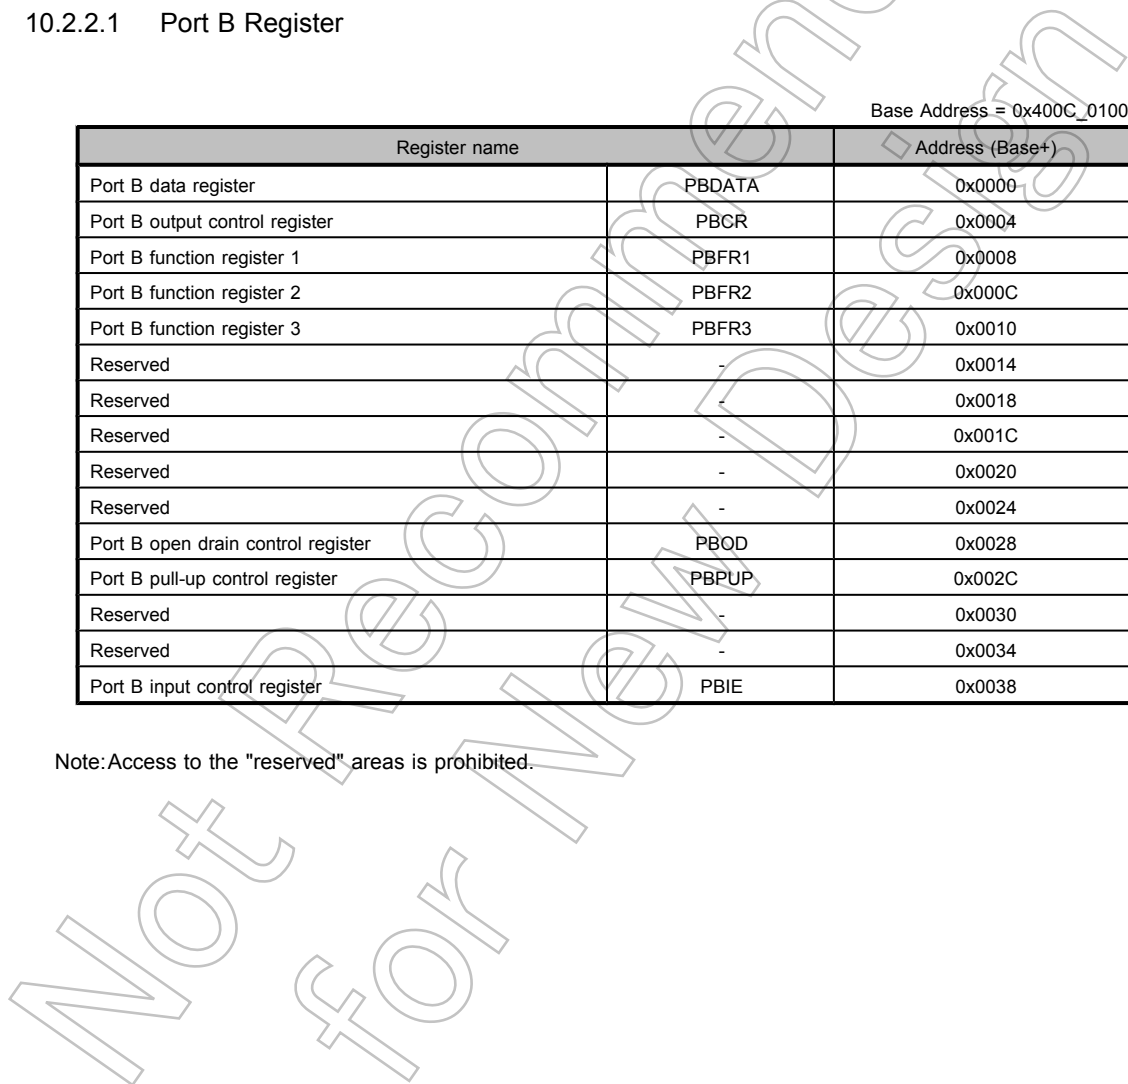 10.2.2.1 Port B Register
Base Address = 0x400C_0100
Register name Address (Base+)
Port B data register PBDATA 0x0000
Port B output control register PBCR 0x0004
Port B function register 1 PBFR1 0x0008
Port B function register 2 PBFR2 0x000C
Port B function register 3 PBFR3 0x0010
Reserved - 0x0014
Reserved - 0x0018
Reserved - 0x001C
Reserved - 0x0020
Reserved - 0x0024
Port B open drain control register PBOD 0x0028
Port B pull-up control register PBPUP 0x002C
Reserved - 0x0030
Reserved - 0x0034
Port B input control register PBIE 0x0038
Note:Access to the "reserved" areas is prohibited.
Not Recommen
for New Design